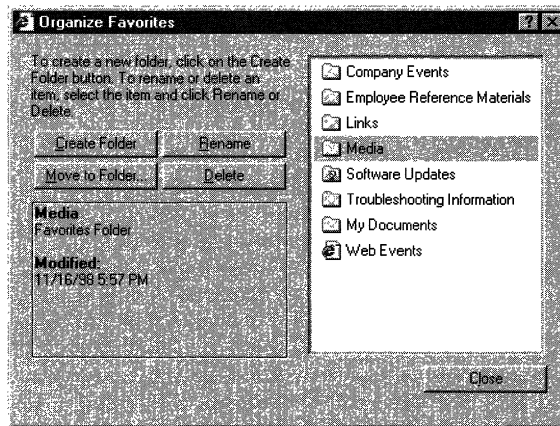 Organize Favorites
To create a new folder, click on the Create
Folder button. To rename or delete an
item, select the item and click Rename or
Delete.
Create Folder
Rename
Move to Folder...
Delete
Media
Favorites Folder
Modified:
11/16/98 5:57 PM
Company Events
Employee Reference Materials
Links
Media
Software Updates
Troubleshooting Information
My Documents
Web Events
Close